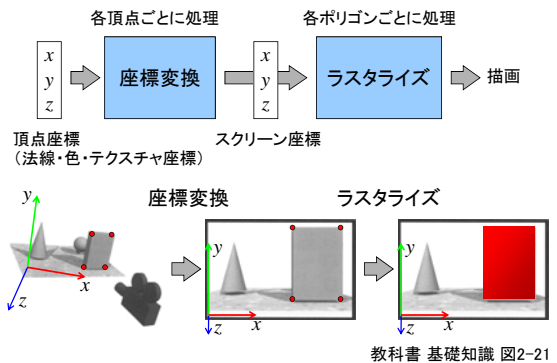 各頂点ごとに処理
各ポリゴンごとに処理
x
y
z
座標変換
x
y
z
ラスタライズ
描画
頂点座標
(法線・色・テクスチャ座標)
スクリーン座標
座標変換
ラスタライズ
y
x
z
y
x
z
y
x
z
教科書 基礎知識 図2-21